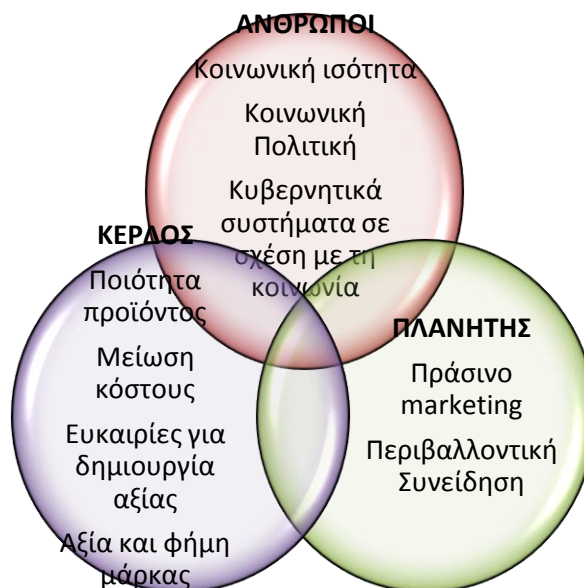 ΑΝΘΡΩΠΟΙ
Κοινωνική ισότητα
Κοινωνική
Πολιτική
Κυβερνητικά
συστήματα σε
σχέση με τη
κοινωνία
ΚΕΡΔΟΣ
Ποιότητα
προϊόντος
Μείωση
κόστους
Ευκαιρίες για
δημιουργία
αξίας
Αξία και φήμη
μάρκας
ΠΛΑΝΗΤΗΣ
Πράσινο
marketing
Περιβαλλοντική
Συνείδηση